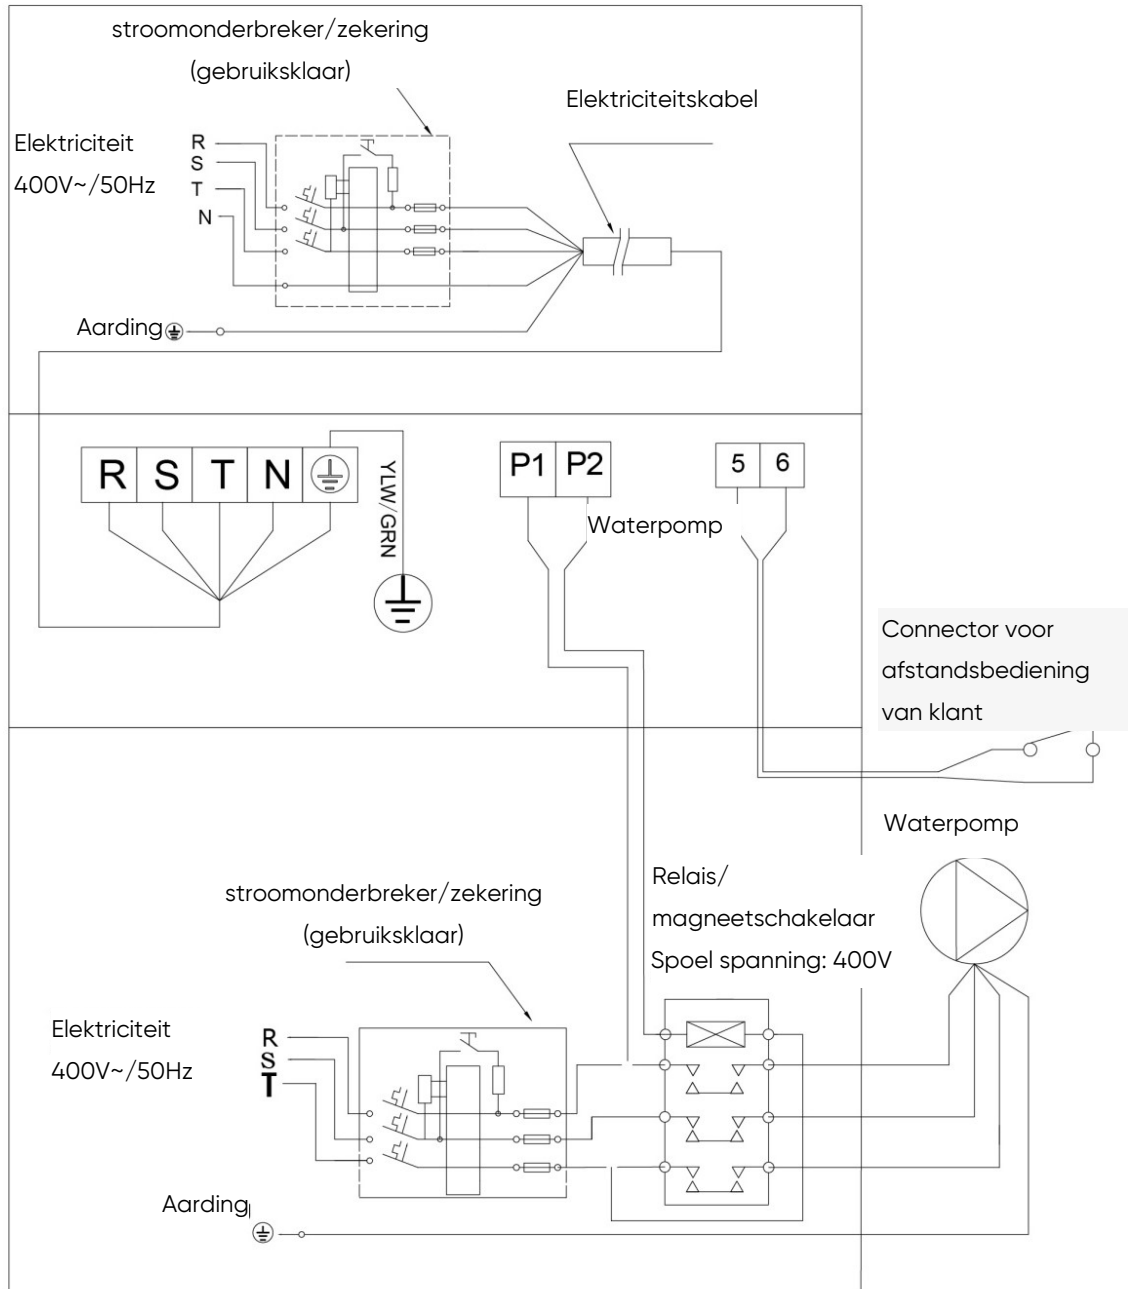 stroomonderbreker/zekering
(gebruiksklaar)
Elektriciteitskabel
Elektriciteit
400V~/50Hz
R
S
T
N
Aarding
R S T N
YLW/GRN
P1 P2
Waterpomp
5 6
Connector voor
afstandsbediening
van klant
Waterpomp
Relais/
magneetschakelaar
Spoel spanning: 400V
stroomonderbreker/zekering
(gebruiksklaar)
Elektriciteit
400V~/50Hz
R
S
T
Aarding